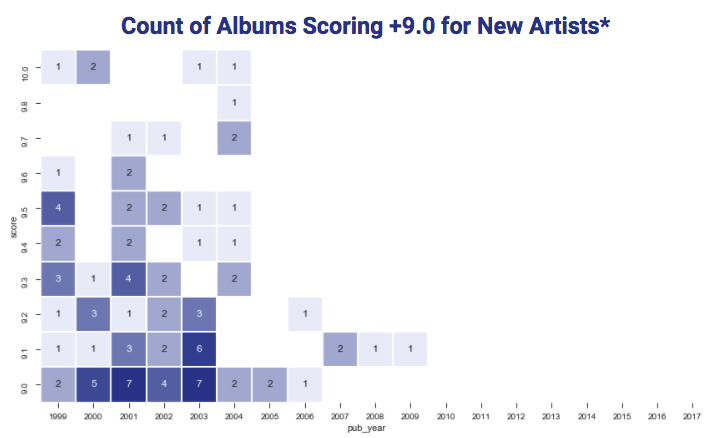 Count of Albums Scoring +9.0 for New Artists*
10.0 1 2 1 1
9.8 1
9.7 1 1 2
9.6 1 2
9.5 4 2 2 1 1
score
9.4 2 2 1 1
9.3 3 1 4 2 2
9.2 1 3 1 2 3 1
9.1 1 1 3 2 6 2 1 1
9.0 2 5 7 4 7 2 2 1
1999 2000 2001 2002 2003 2004 2005 2006 2007 2008 2009 2010 2011 2012 2013 2014 2015 2016 2017
pub_year